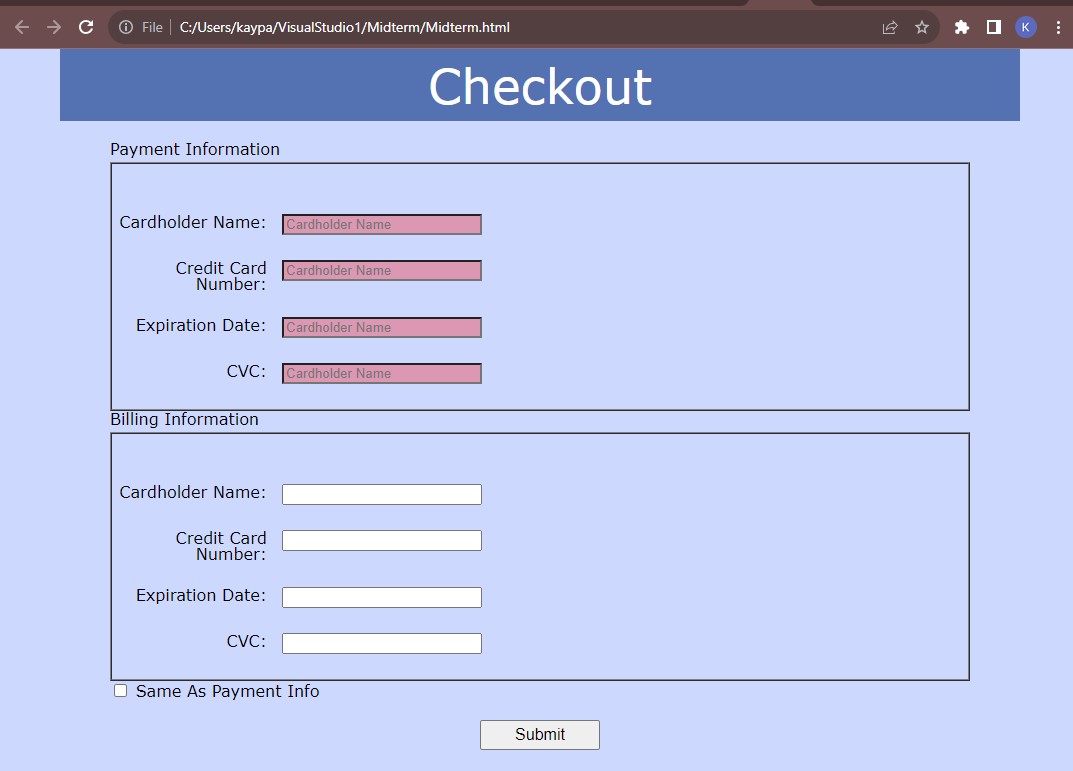 File C:/Users/kaypa/VisualStudio1/Midterm/Midterm.html K
Checkout
Payment Information
Cardholder Name: Cardholder Name
Credit Card
Number: Cardholder Name
Expiration Date: Cardholder Name
CVC: Cardholder Name
Billing Information
Cardholder Name:
Credit Card
Number:
Expiration Date:
CVC:
Same As Payment Info
Submit